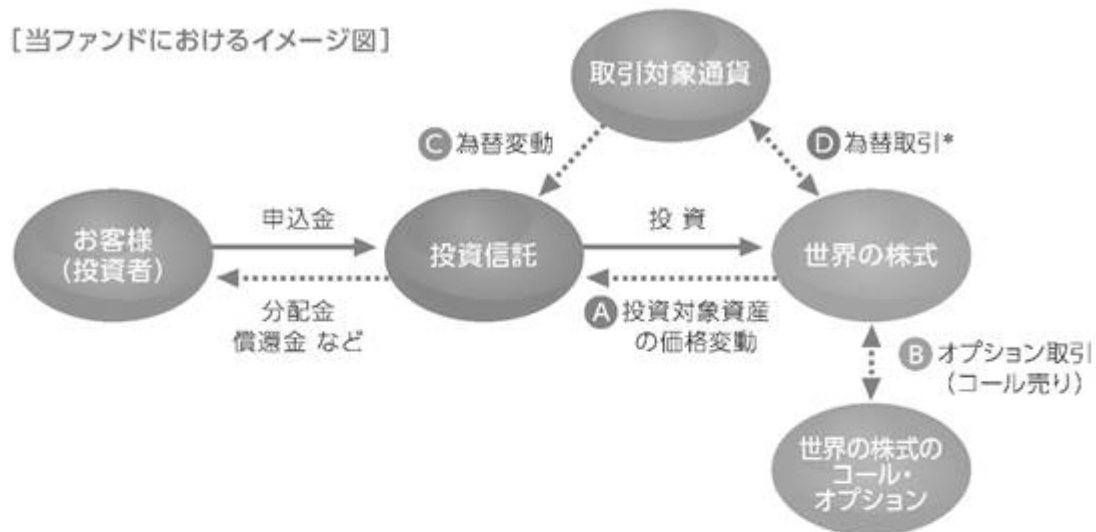 [当ファンドにおけるイメージ図]
取引対象通貨
C 為替変動
D 為替取引*
お客様
(投資者)
申込金
分配金
償還金 など
投資信託
投 資
A 投資対象資産
の価格変動
世界の株式
B オプション取引
(コール売り)
世界の株式の
コール・
オプション